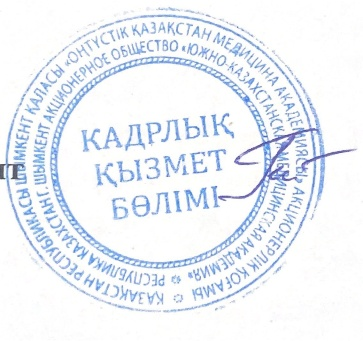 ҚАЗАҚСТАН РЕСПУБЛИКАСЫ ШЫМКЕНТ ҚАЛАСЫ «ОҢТҮСТІК ҚАЗАҚСТАН МЕДИЦИНА АКАДЕМИЯСЫ» АКЦИОНЕРЛІК ҚОҒАМЫ
РЕСПУБЛИКА КАЗАХСТАН Г. ШЫМКЕНТ АКЦИОНЕРНОЕ ОБЩЕСТВО «ЮЖНО-КАЗАХСТАНСКАЯ МЕДИЦИНСКАЯ АКАДЕМИЯ»
КАДРЛЫҚ
ҚЫЗМЕТ
БӨЛІМІ